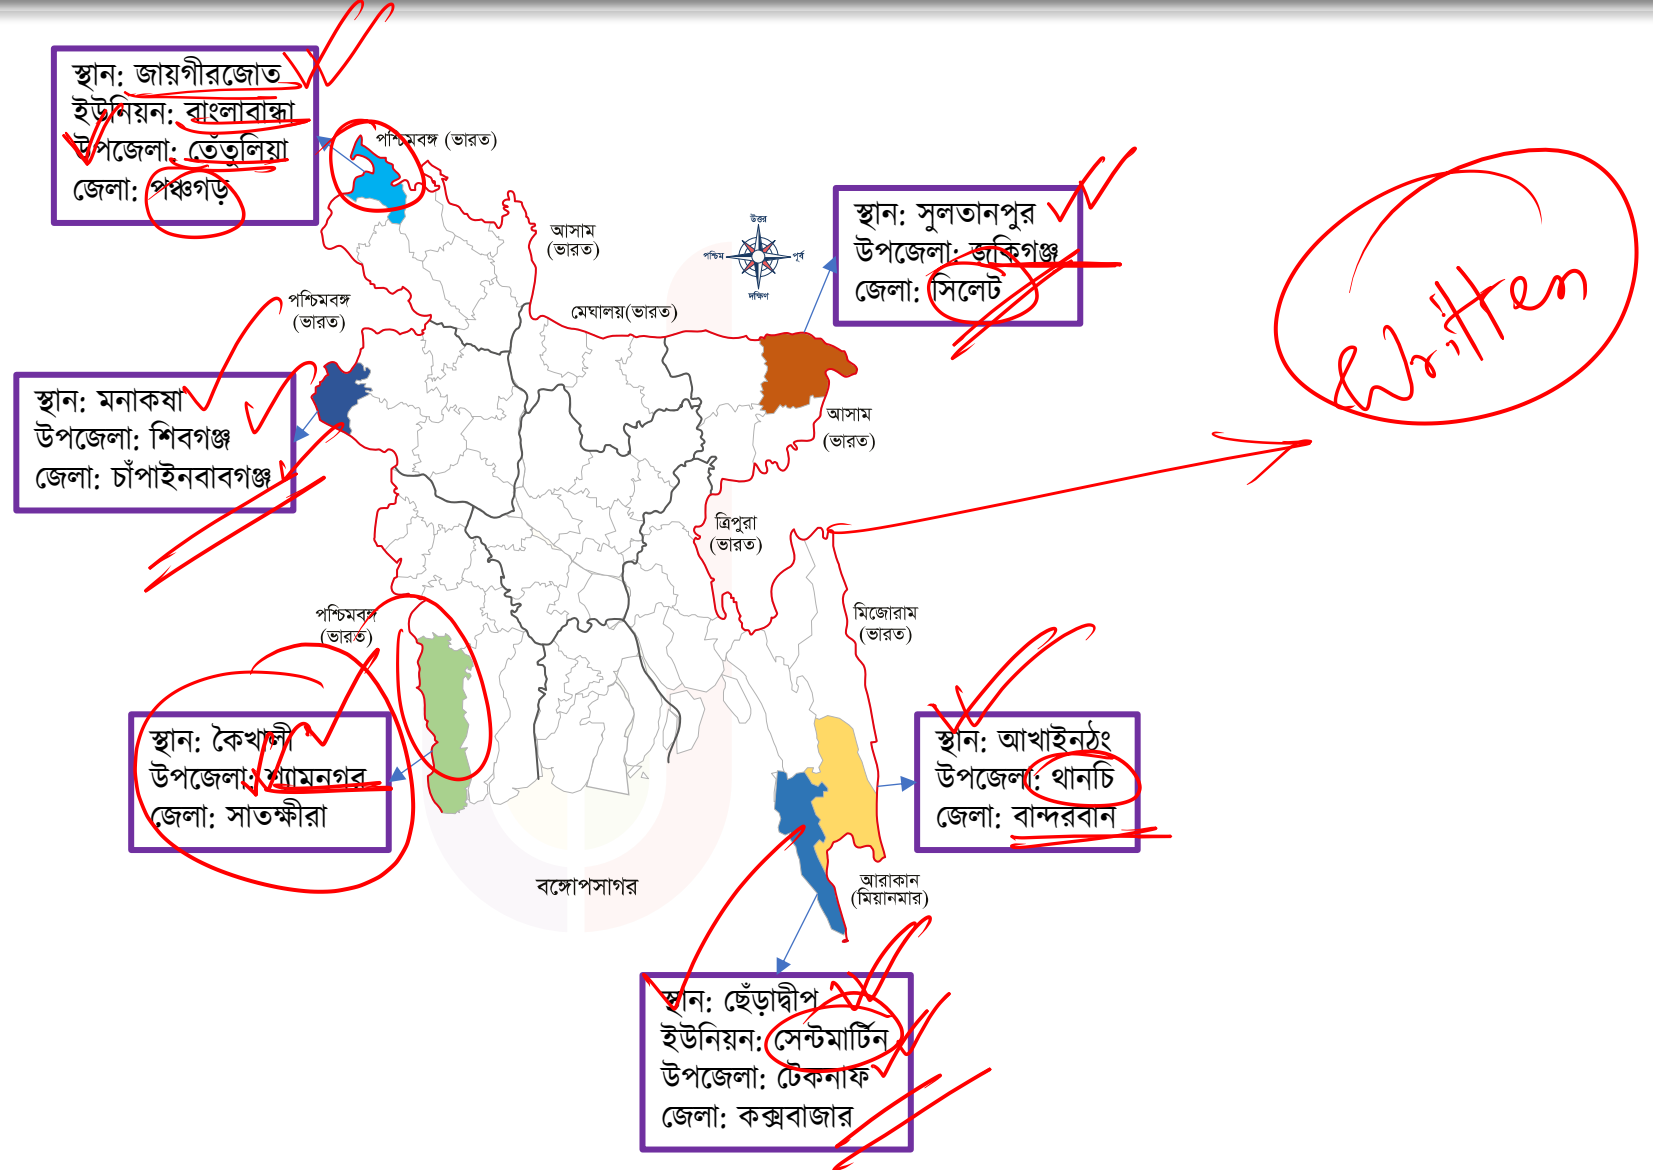 স্থান: জায়গীরজোত
ইউনিয়ন: বাংলাবান্ধা
উপজেলা: তেঁতুলিয়া
জেলা: পঞ্চগড়
পশ্চিমবঙ্গ (ভারত)
আসাম
(ভারত)
উত্তর
পশ্চিম
পূর্ব
দক্ষিণ
স্থান: সুলতানপুর
উপজেলা: জকিগঞ্জ
জেলা: সিলেট
Written
পশ্চিমবঙ্গ
(ভারত)
মেঘালয়(ভারত)
স্থান: মনাকষা
উপজেলা: শিবগঞ্জ
জেলা: চাঁপাইনবাবগঞ্জ
আসাম
(ভারত)
ত্রিপুরা
(ভারত)
পশ্চিমবঙ্গ
(ভারত)
মিজোরাম
(ভারত)
স্থান: কৈখালী
উপজেলা: শ্যামনগর
জেলা: সাতক্ষীরা
স্থান: আখাইনঠং
উপজেলা: থানচি
জেলা: বান্দরবান
বঙ্গোপসাগর
আরাকান
(মিয়ানমার)
স্থান: ছেঁড়াদ্বীপ
ইউনিয়ন: সেন্টমার্টিন
উপজেলা: টেকনাফ
জেলা: কক্সবাজার